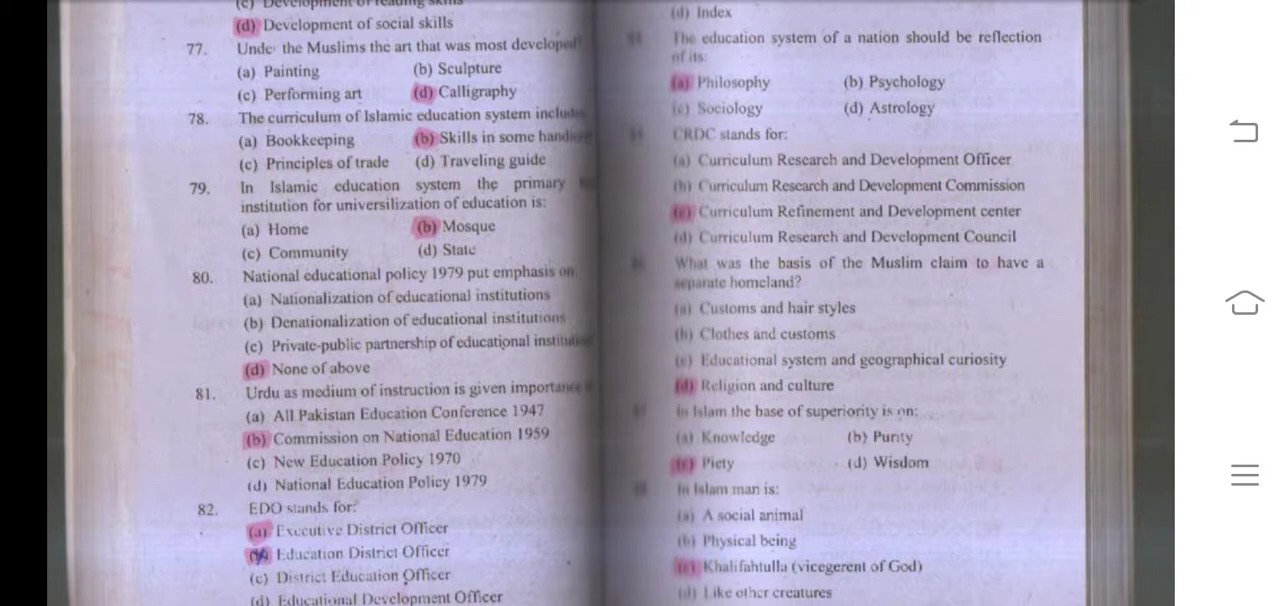 (c) Development of reading skills
(d) Development of social skills
77. Unde the Muslims the art that was most developed
(a) Painting (b) Sculpture
(c) Performing art (d) Calligraphy
78. The curriculum of Islamic education system includes
(a) Bookkeeping (b) Skills in some
(c) Principles of trade (d) Traveling guide
79. In Islamic education system the primary
institution for universilization of education is:
(a) Home (b) Mosque
(c) Community (d) State
80. National educational policy 1979 put emphasis on
(a) Nationalization of educational institutions
(b) Denationalization of educational institutions
(c) Private-public partnership of educational
(d) None of above
81. Urdu as medium of instruction is given importance
(a) All Pakistan Education Conference 1947
(b) Commission on National Education 1959
(c) New Education Policy 1970
(d) National Education Policy 1979
82. EDO stands for:
(a) Executive District Officer
Education District Officer
(c) District Education Officer
(d) Educational Development Officer
(d) Index
The education system of a nation should be reflection
of its:
(a) Philosophy (b) Psychology
(c) Sociology (d) Astrology
CRDC stands for:
(a) Curriculum Research and Development Officer
(b) Curriculum Research and Development Commission
(c) Curriculum Refinement and Development center
(d) Curriculum Research and Development Council
What was the basis of the Muslim claim to have a
separate homeland?
(a) Customs and hair styles
(b) Clothes and customs
(c) Educational system and geographical curiosity
(d) Religion and culture
In Islam the base of superiority is on:
(a) Knowledge (b) Purity
(c) Piety (d) Wisdom
In Islam man is:
(a) A social animal
(b) Physical being
(c) Khalifahtulla (vicegerent of God)
(d) Like other creatures